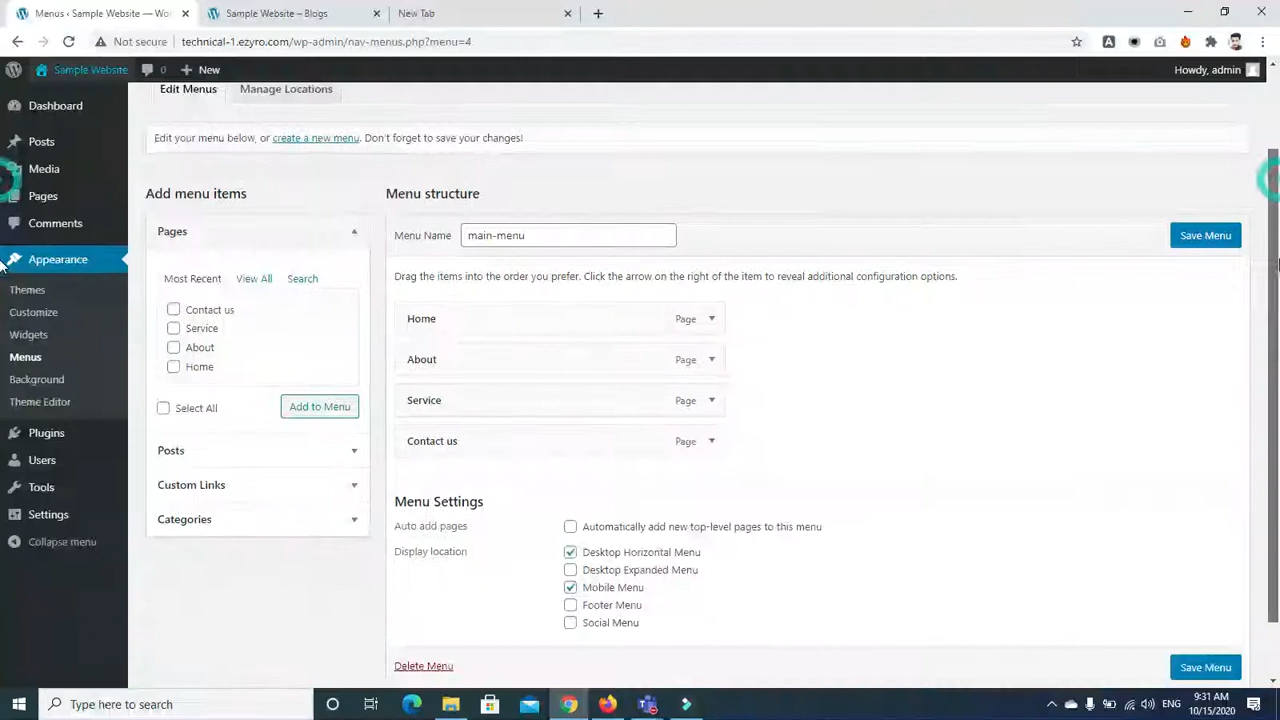 Menus ‹ Sample Website — Wo
Sample Website – Blogs
New Tab
Not secure
technical-1.ezyro.com/wp-admin/nav-menus.php?menu=4
Sample Website
0
New
Howdy, admin
Edit Menus
Manage Locations
Dashboard
Edit your menu below, or create a new menu. Don't forget to save your changes!
Posts
Media
Pages
Comments
Appearance
Themes
Customize
Widgets
Menus
Background
Theme Editor
Plugins
Users
Tools
Settings
Collapse menu
Add menu items
Pages
Most Recent
View All
Search
Contact us
Service
About
Home
Select All
Add to Menu
Posts
Custom Links
Categories
Menu structure
Menu Name
main-menu
Save Menu
Drag the items into the order you prefer. Click the arrow on the right of the item to reveal additional configuration options.
Home Page
About Page
Service Page
Contact us Page
Menu Settings
Auto add pages
Automatically add new top-level pages to this menu
Display location
Desktop Horizontal Menu
Desktop Expanded Menu
Mobile Menu
Footer Menu
Social Menu
Delete Menu
Save Menu
Type here to search
ENG
9:31 AM
10/15/2020